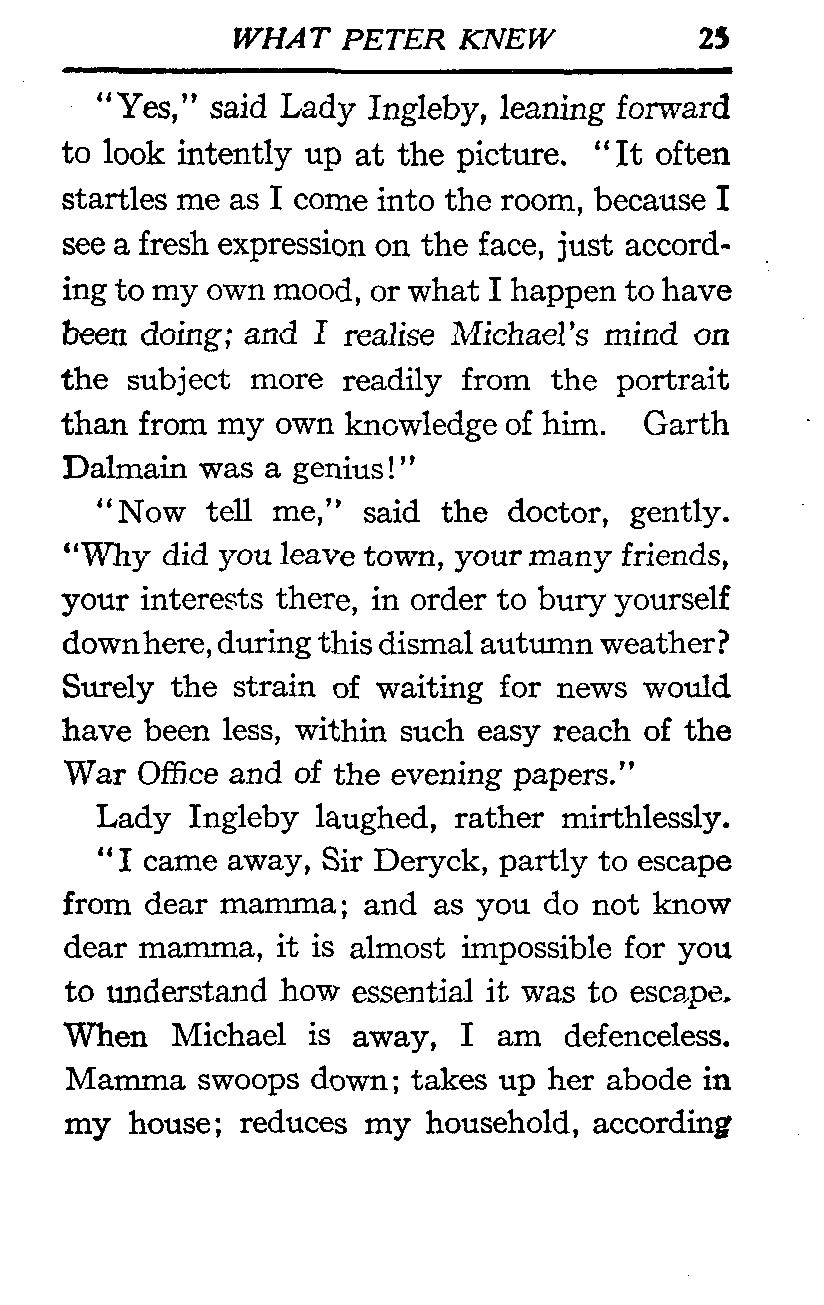 WHAT PETER KNEW 25
"Yes," said Lady Ingleby, leaning forward
to look intently up at the picture. "It often
startles me as I come into the room, because I
see a fresh expression on the face, just accord-
ing to my own mood, or what I happen to have
been doing; and I realise Michael's mind on
the subject more readily from the portrait
than from my own knowledge of him. Garth
Dalmain was a genius!"
"Now tell me," said the doctor, gently.
"Why did you leave town, your many friends,
your interests there, in order to bury yourself
down here, during this dismal autumn weather?
Surely the strain of waiting for news would
have been less, within such easy reach of the
War Office and of the evening papers."
Lady Ingleby laughed, rather mirthlessly.
"I came away, Sir Deryck, partly to escape
from dear mamma; and as you do not know
dear mamma, it is almost impossible for you
to understand how essential it was to escape.
When Michael is away, I am defenceless.
Mamma swoops down; takes up her abode in
my house; reduces my household, according